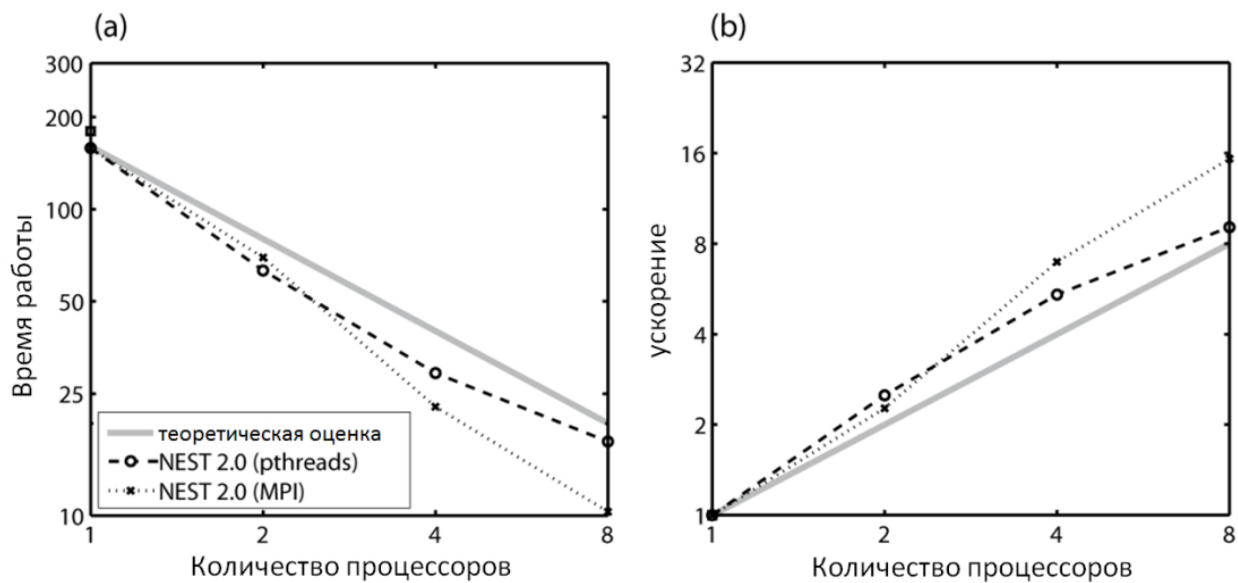 (a)
Время работы
300
200
100
50
25
10
теоретическая оценка
NEST 2.0 (pthreads)
NEST 2.0 (MPI)
1 2 4 8
Количество процессоров
(b)
ускорение
32
16
8
4
2
1
1 2 4 8
Количество процессоров